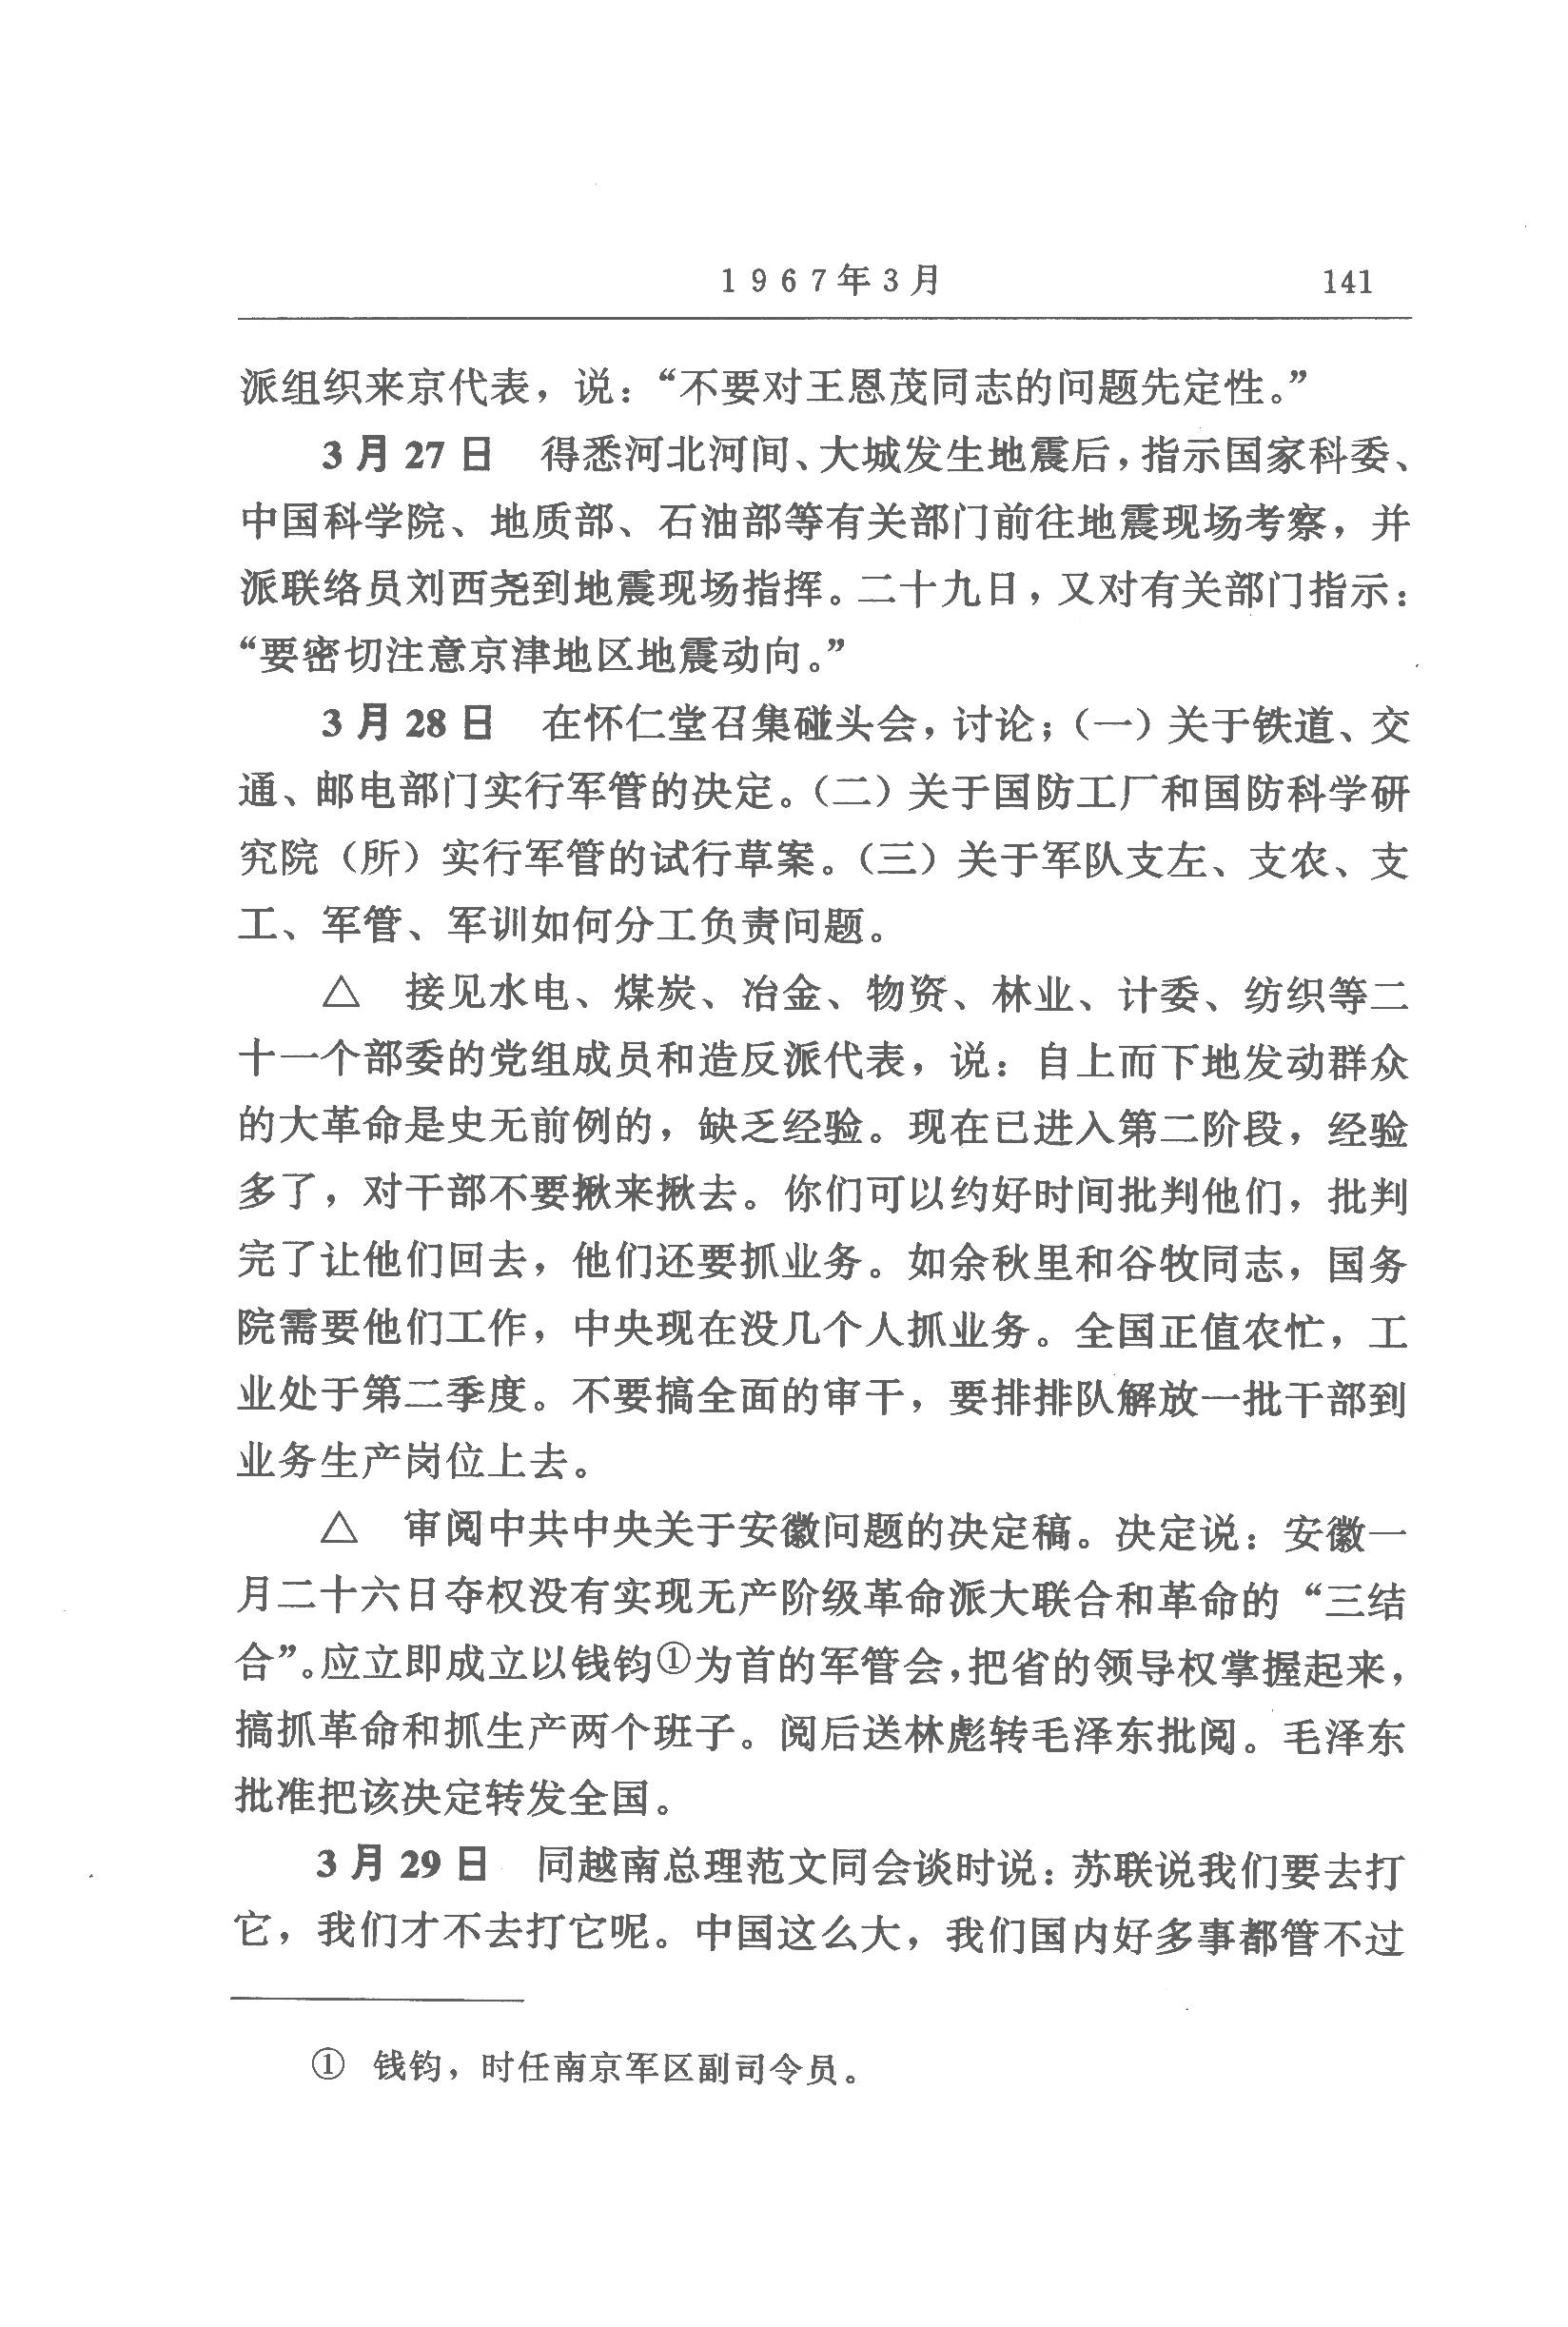 1967年3月 141
派组织来京代表，说：“不要对王恩茂同志的问题先定性。”
3月27日 得悉河北河间、大城发生地震后，指示国家科委、
中国科学院、地质部、石油部等有关部门前往地震现场考察，并
派联络员刘西尧到地震现场指挥。二十九日，又对有关部门指示：
“要密切注意京津地区地震动向。”
3月28日 在怀仁堂召集碰头会，讨论；（一）关于铁道、交
通、邮电部门实行军管的决定。（二）关于国防工厂和国防科学研
究院（所）实行军管的试行草案。（三）关于军队支左、支农、支
工、军管、军训如何分工负责问题。
△ 接见水电、煤炭、冶金、物资、林业、计委、纺织等二
十一个部委的党组成员和造反派代表，说：自上而下地发动群众
的大革命是史无前例的，缺乏经验。现在已进入第二阶段，经验
多了，对干部不要揪来揪去。你们可以约好时间批判他们，批判
完了让他们回去，他们还要抓业务。如余秋里和谷牧同志，国务
院需要他们工作，中央现在没几个人抓业务。全国正值农忙，工
业处于第二季度。不要搞全面的审干，要排排队解放一批干部到
业务生产岗位上去。
△ 审阅中共中央关于安徽问题的决定稿。决定说：安徽一
月二十六日夺权没有实现无产阶级革命派大联合和革命的“三结
合”。应立即成立以钱钧①为首的军管会，把省的领导权掌握起来，
搞抓革命和抓生产两个班子。阅后送林彪转毛泽东批阅。毛泽东
批准把该决定转发全国。
3月29日 同越南总理范文同会谈时说：苏联说我们要去打
它，我们才不去打它呢。中国这么大，我们国内好多事都管不过
① 钱钧，时任南京军区副司令员。